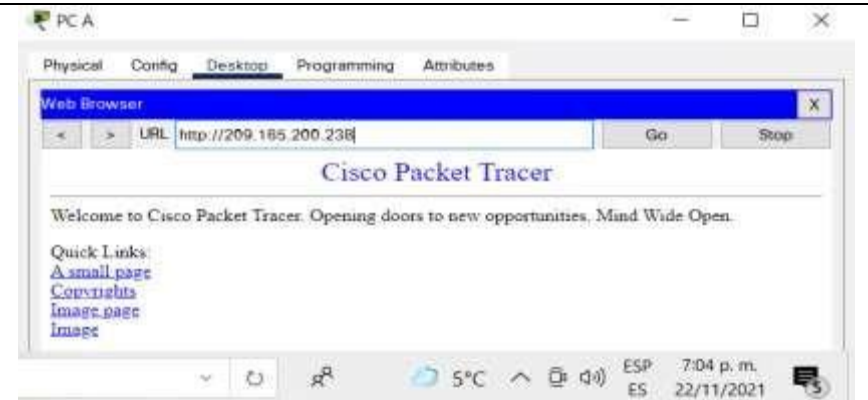 PC A
Physical Config Desktop Programming Attributes
Web Browser X
< > URL http://209.165.200.238 Go Stop
Cisco Packet Tracer
Welcome to Cisco Packet Tracer. Opening doors to new opportunities. Mind Wide Open.
Quick Links:
A small page
Copyrights
Image page
Image
5°C ESP 7:04 p. m.
ES 22/11/2021 5